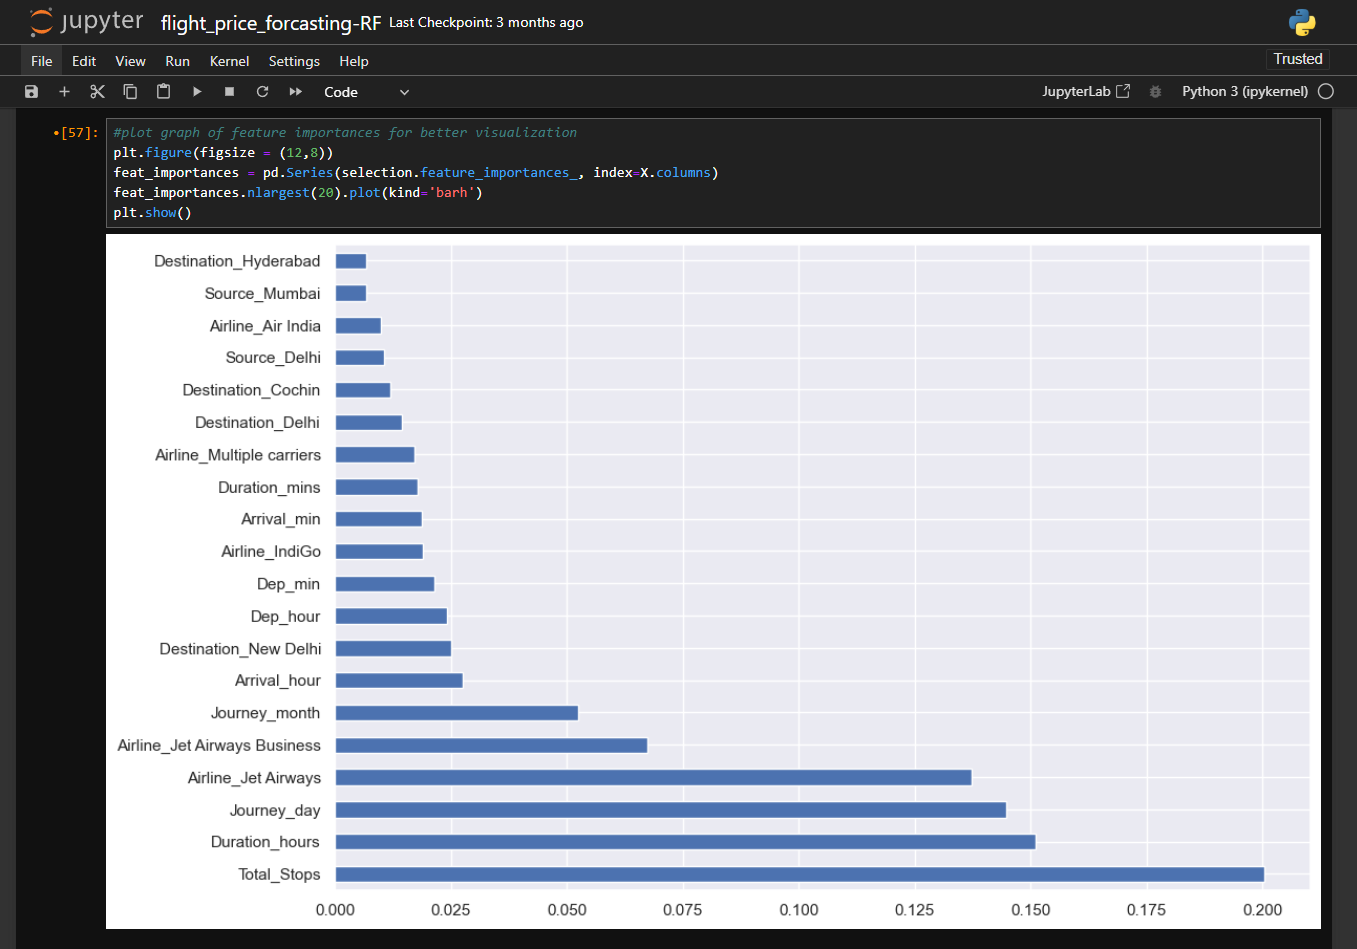 jupyter flight_price_forcasting-RF Last Checkpoint: 3 months ago
File Edit View Run Kernel Settings Help Trusted
Code JupyterLab Python 3 (ipykernel)
•[57]: #plot graph of feature importances for better visualization
plt.figure(figsize = (12,8))
feat_importances = pd.Series(selection.feature_importances_, index=X.columns)
feat_importances.nlargest(20).plot(kind='barh')
plt.show()
Destination_Hyderabad
Source_Mumbai
Airline_Air India
Source_Delhi
Destination_Cochin
Destination_Delhi
Airline_Multiple carriers
Duration_mins
Arrival_min
Airline_IndiGo
Dep_min
Dep_hour
Destination_New Delhi
Arrival_hour
Journey_month
Airline_Jet Airways Business
Airline_Jet Airways
Journey_day
Duration_hours
Total_Stops
0.000 0.025 0.050 0.075 0.100 0.125 0.150 0.175 0.200